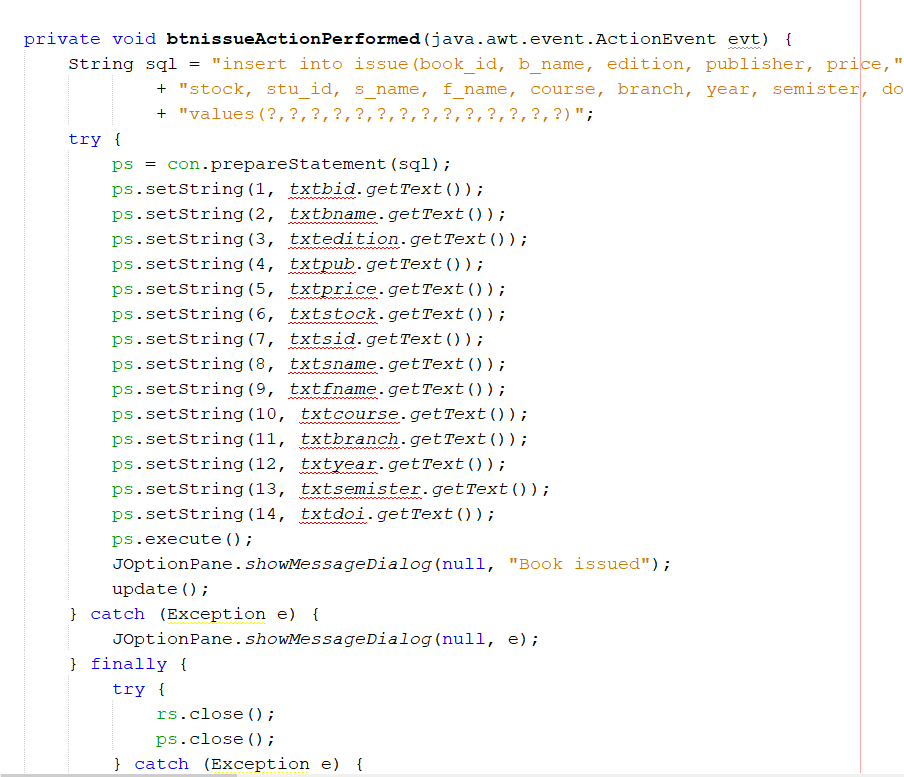 private void btnissueActionPerformed(java.awt.event.ActionEvent evt) {
String sql = "insert into issue(book_id, b_name, edition, publisher, price,"
+ "stock, stu_id, s_name, f_name, course, branch, year, semister, do
+ "values(?,?,?,?,?,?,?,?,?,?,?,?,?,?)";
try {
ps = con.prepareStatement(sql);
ps.setString(1, txtbid.getText());
ps.setString(2, txtbname.getText());
ps.setString(3, txtedition.getText());
ps.setString(4, txtpub.getText());
ps.setString(5, txtprice.getText());
ps.setString(6, txtstock.getText());
ps.setString(7, txtsid.getText());
ps.setString(8, txtsname.getText());
ps.setString(9, txtfname.getText());
ps.setString(10, txtcourse.getText());
ps.setString(11, txtbranch.getText());
ps.setString(12, txtyear.getText());
ps.setString(13, txtsemister.getText());
ps.setString(14, txtdoi.getText());
ps.execute();
JOptionPane.showMessageDialog(null, "Book issued");
update();
} catch (Exception e) {
JOptionPane.showMessageDialog(null, e);
} finally {
try {
rs.close();
ps.close();
} catch (Exception e) {